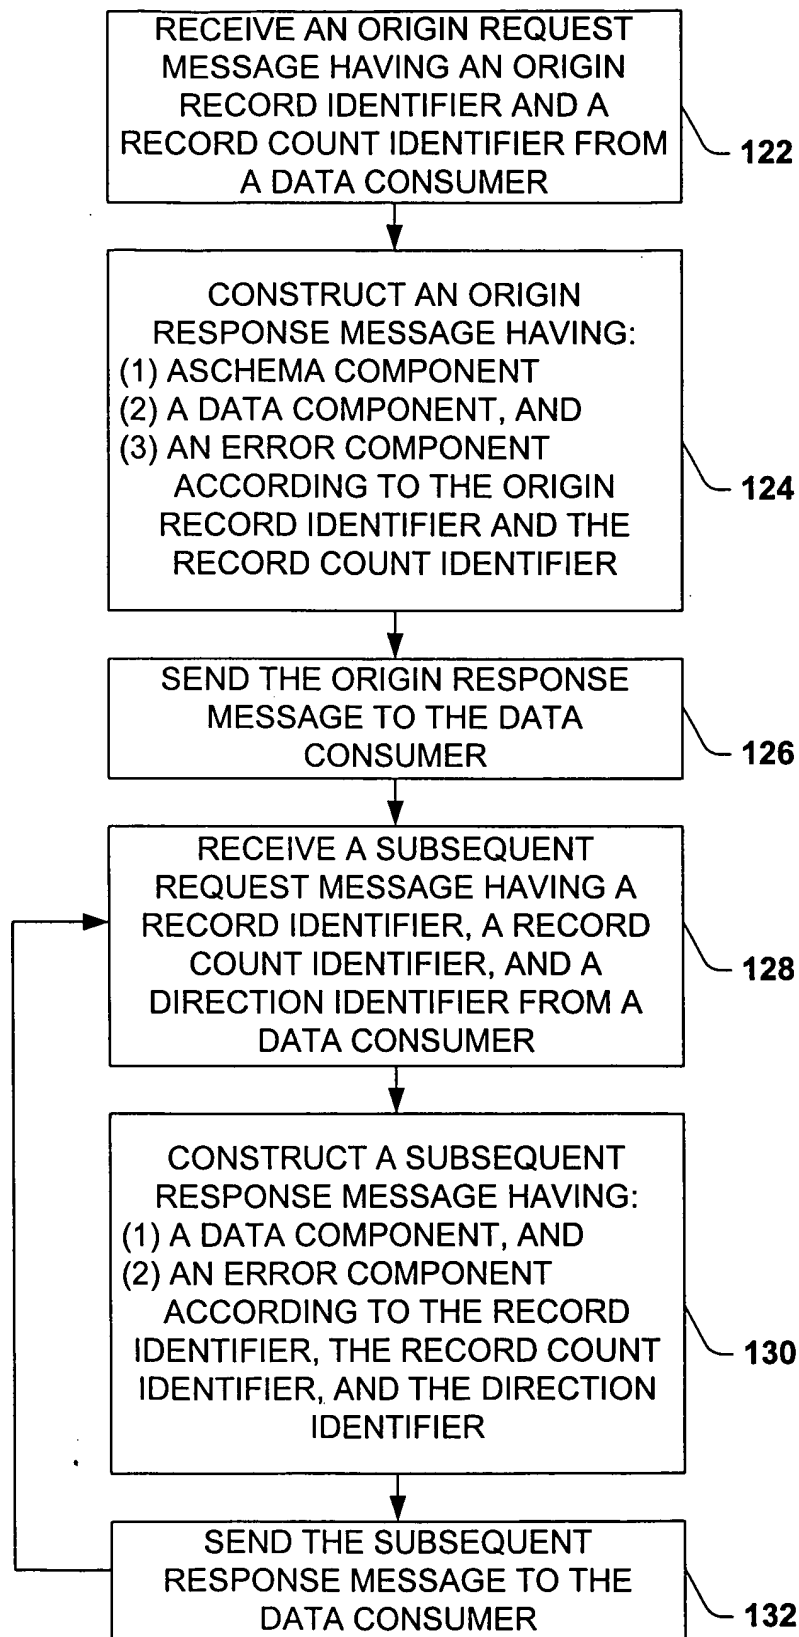 RECEIVE AN ORIGIN REQUEST
MESSAGE HAVING AN ORIGIN
RECORD IDENTIFIER AND A
RECORD COUNT IDENTIFIER FROM
A DATA CONSUMER
122
CONSTRUCT AN ORIGIN
RESPONSE MESSAGE HAVING:
(1) ASCHEMA COMPONENT
(2) A DATA COMPONENT, AND
(3) AN ERROR COMPONENT
ACCORDING TO THE ORIGIN
RECORD IDENTIFIER AND THE
RECORD COUNT IDENTIFIER
124
SEND THE ORIGIN RESPONSE
MESSAGE TO THE DATA
CONSUMER
126
RECEIVE A SUBSEQUENT
REQUEST MESSAGE HAVING A
RECORD IDENTIFIER, A RECORD
COUNT IDENTIFIER, AND A
DIRECTION IDENTIFIER FROM A
DATA CONSUMER
128
CONSTRUCT A SUBSEQUENT
RESPONSE MESSAGE HAVING:
(1) A DATA COMPONENT, AND
(2) AN ERROR COMPONENT
ACCORDING TO THE RECORD
IDENTIFIER, THE RECORD COUNT
IDENTIFIER, AND THE DIRECTION
IDENTIFIER
130
SEND THE SUBSEQUENT
RESPONSE MESSAGE TO THE
DATA CONSUMER
132